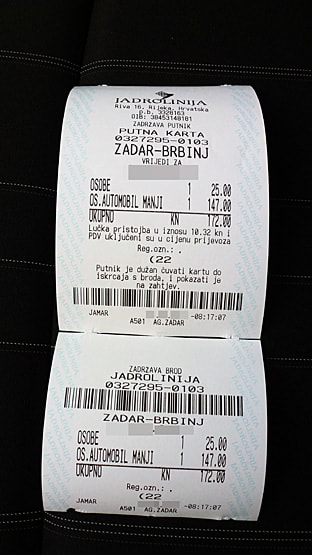 JADROLINIJA
Riva 16, Rijeka, Hrvatska
OIB: 38453148181
ZADRŽAVA PUTNIK
PUTNA KARTA
0327295-0103
ZADAR-BRBINJ
VRIJEDI ZA
OSOBE 1 25.00
OS.AUTOMOBIL MANJI 1 147.00
UKUPNO KN 172.00
Lučka pristojba u iznosu 10.32 kn i
PDV uključeni su u cijenu prijevoza
Reg.ozn.: .
(22
Putnik je dužan čuvati kartu do
iskrcaja s broda. i pokazati je
na zahtjev.
JAMAR -08:17:07
A501 AG.ZADAR
ZADRŽAVA BROD
JADROLINIJA
0327295-0103
ZADAR-BRBINJ
OSOBE 1 25.00
OS.AUTOMOBIL MANJI 1 147.00
UKUPNO KN 172.00
Reg.ozn.: .
(22
JAMAR -08:17:07
A501 AG.ZADAR